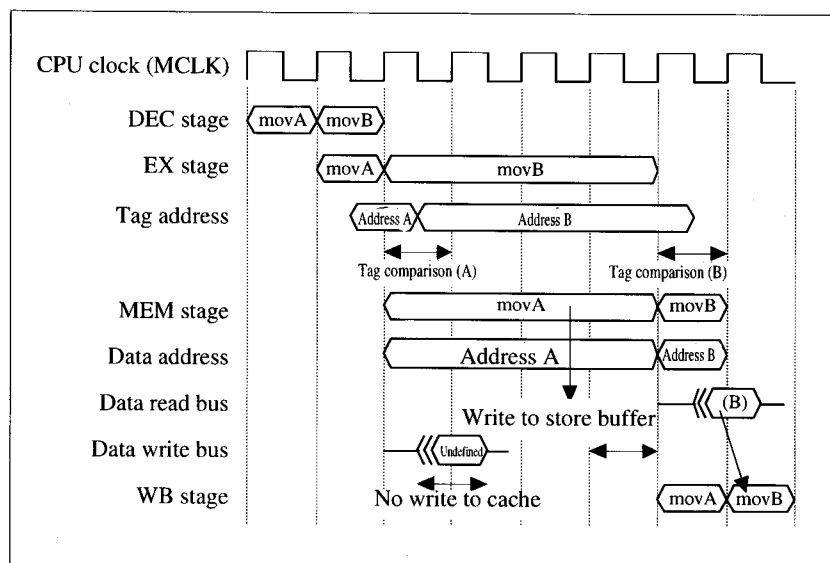 CPU clock (MCLK)
DEC stage movA movB
EX stage movA movB
Tag address Address A Address B
Tag comparison (A) Tag comparison (B)
MEM stage movA movB
Data address Address A Address B
Data read bus (B)
Write to store buffer
Data write bus Undefined
No write to cache
WB stage movA movB